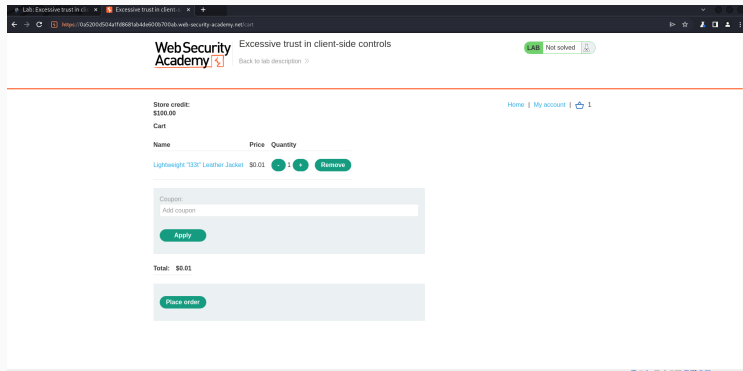 Lab: Excessive trust in cli
Excessive trust in client-s
https://0a5200d504a1fd8681ab4de600b700ab.web-security-academy.net/cart
Web Security
Academy
Excessive trust in client-side controls
Back to lab description
LAB Not solved
Store credit:
$100.00
Home | My account | 1
Cart
Name Price Quantity
Lightweight "l33t" Leather Jacket $0.01 - 1 + Remove
Coupon:
Add coupon
Apply
Total: $0.01
Place order